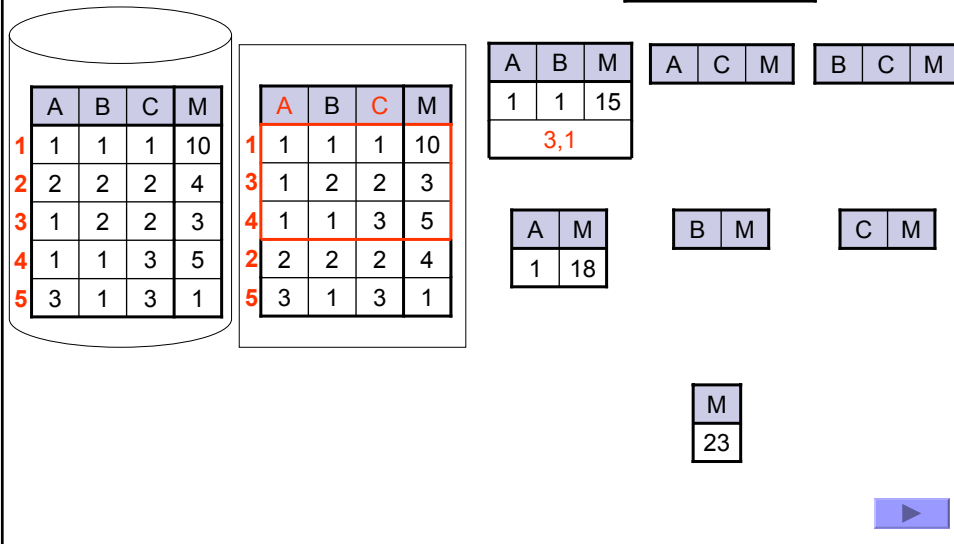 A B C M
1 1 1 1 10
2 2 2 2 4
3 1 2 2 3
4 1 1 3 5
5 3 1 3 1
A B C M
1 1 1 1 10
3 1 2 2 3
4 1 1 3 5
2 2 2 2 4
5 3 1 3 1
A B M
1 1 15
3,1
A C M
B C M
A M
1 18
B M
C M
M
23